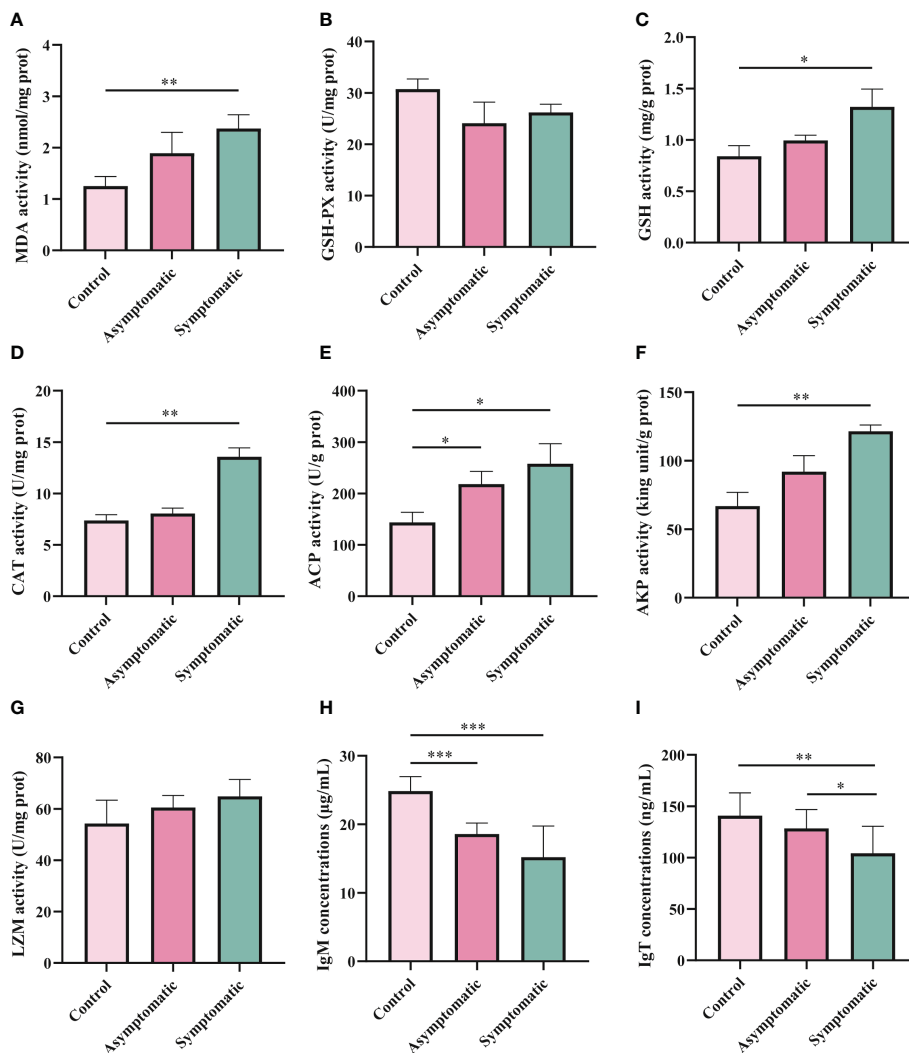 A
MDA activity (nmol/mg prot)
4
3
2
1
0
**
Control
Asymptomatic
Symptomatic
B
GSH-PX activity (U/mg prot)
40
30
20
10
0
Control
Asymptomatic
Symptomatic
C
GSH activity (mg/g prot)
2.0
1.5
1.0
0.5
0.0
*
Control
Asymptomatic
Symptomatic
D
CAT activity (U/mg prot)
20
15
10
5
0
**
Control
Asymptomatic
Symptomatic
E
ACP activity (U/g prot)
400
300
200
100
0
*
*
Control
Asymptomatic
Symptomatic
F
AKP activity (king unit/g prot)
150
100
50
0
**
Control
Asymptomatic
Symptomatic
G
LZM activity (U/mg prot)
80
60
40
20
0
Control
Asymptomatic
Symptomatic
H
IgM concentrations (µg/mL)
30
20
10
0
***
***
Control
Asymptomatic
Symptomatic
I
IgT concentrations (ng/mL)
200
150
100
50
0
**
*
Control
Asymptomatic
Symptomatic